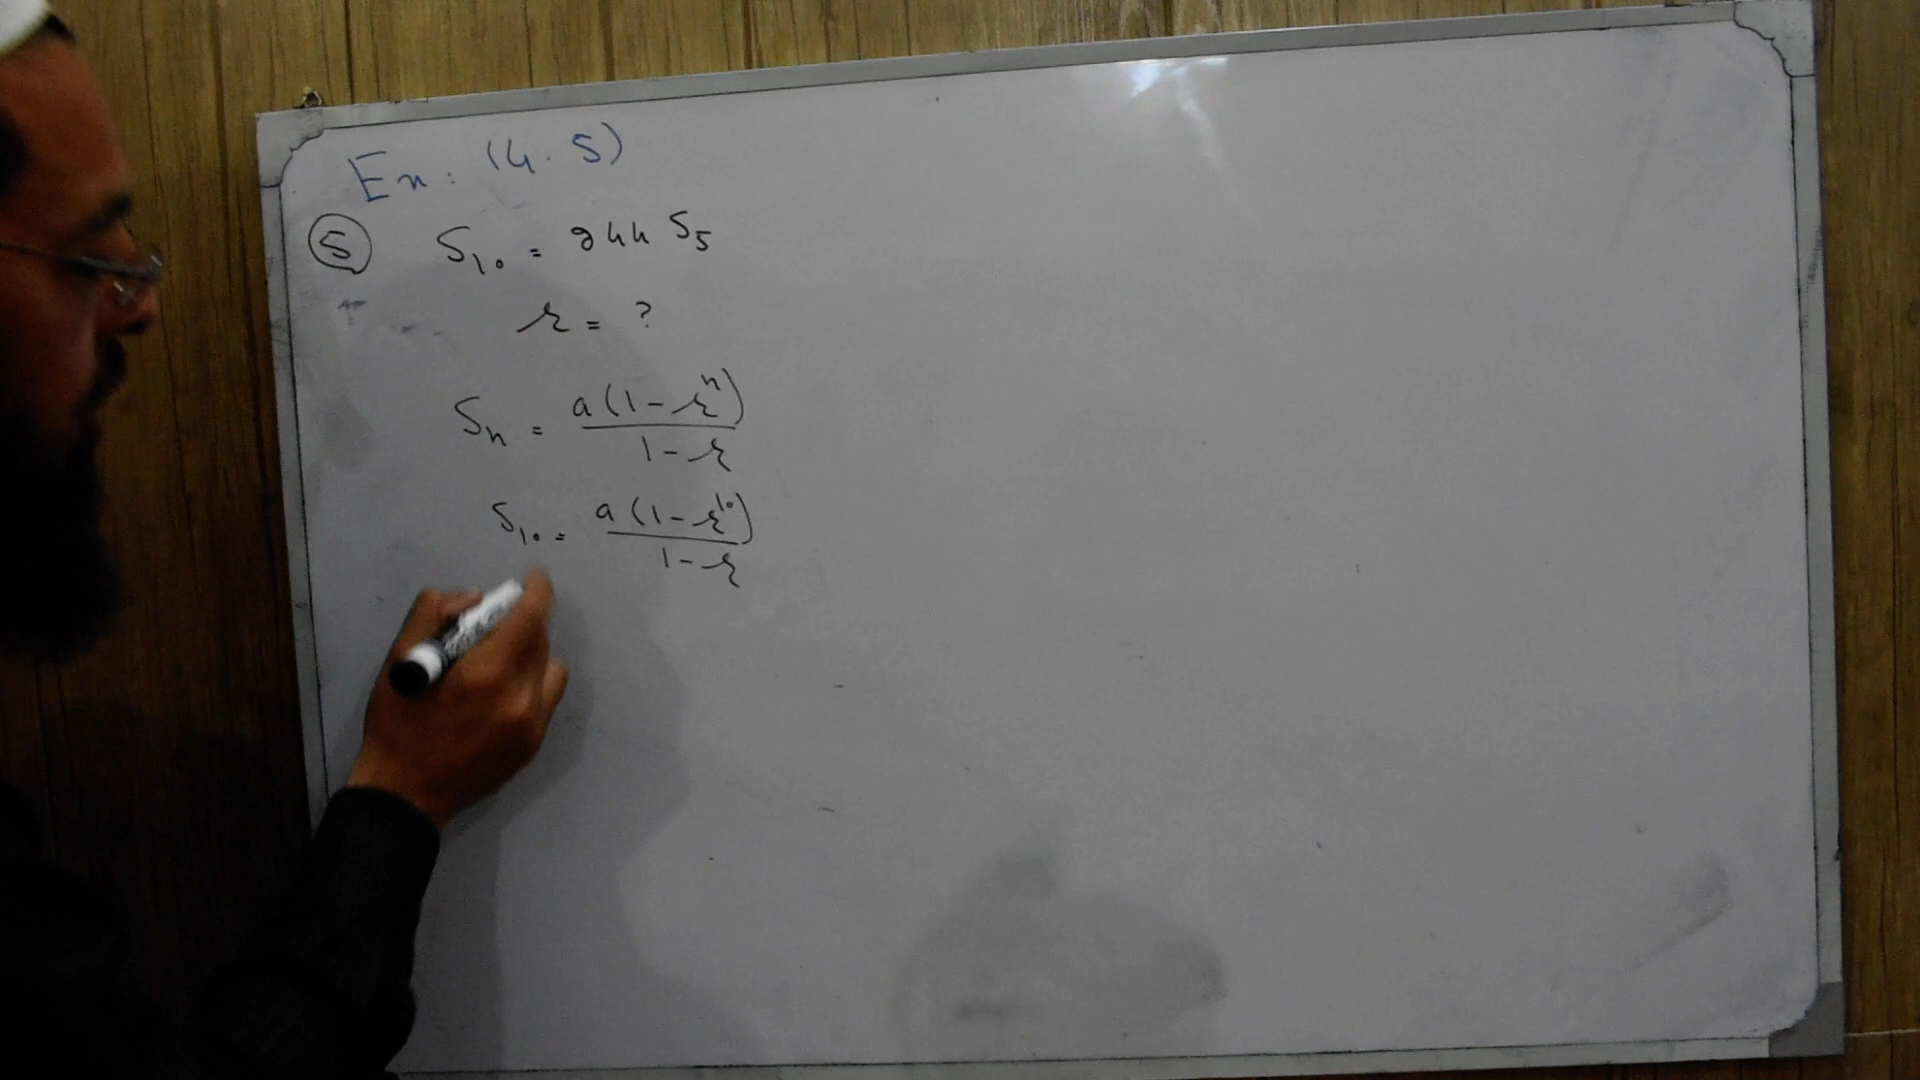 Ex: (4.5)
(5) S₁₀ = 244 S₅
r = ?
Sₙ = a(1-rⁿ) / 1-r
S₁₀ = a(1-r¹⁰) / 1-r